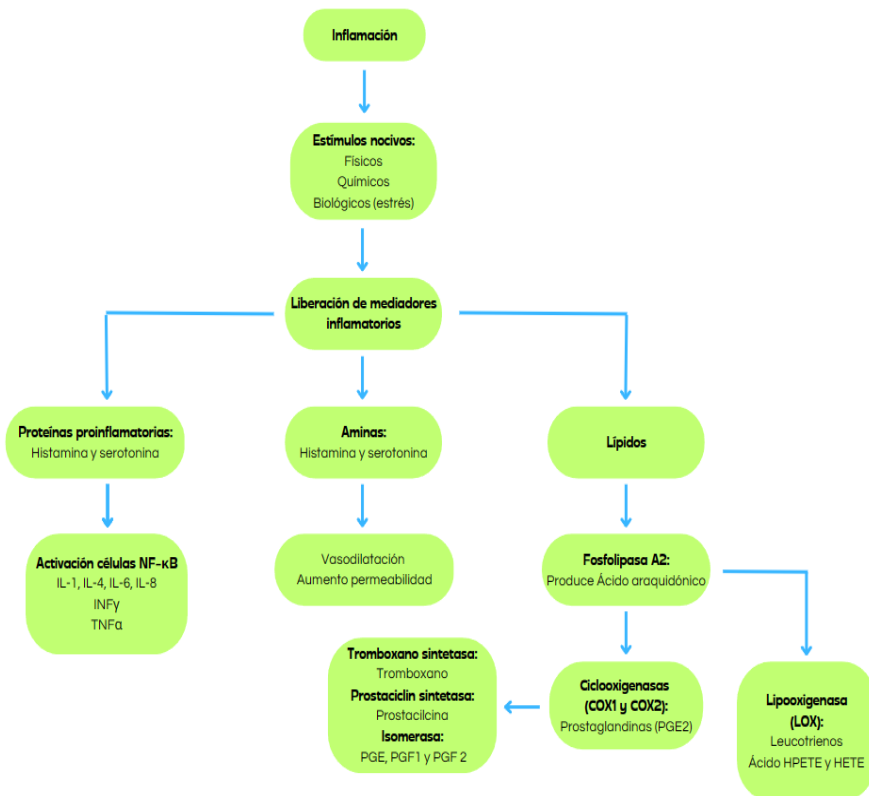 Inflamación
Estímulos nocivos:
Físicos
Químicos
Biológicos (estrés)
Liberación de mediadores
inflamatorios
Proteínas proinflamatorias:
Histamina y serotonina
Aminas:
Histamina y serotonina
Lípidos
Activación células NF-κB
IL-1, IL-4, IL-6, IL-8
INFγ
TNFα
Vasodilatación
Aumento permeabilidad
Fosfolipasa A2:
Produce Ácido araquidónico
Tromboxano sintetasa:
Tromboxano
Prostaciclin sintetasa:
Prostacilcina
Isomerasa:
PGE, PGF1 y PGF 2
Ciclooxigenasas
(COX1 y COX2):
Prostaglandinas (PGE2)
Lipooxigenasa
(LOX):
Leucotrienos
Ácido HPETE y HETE